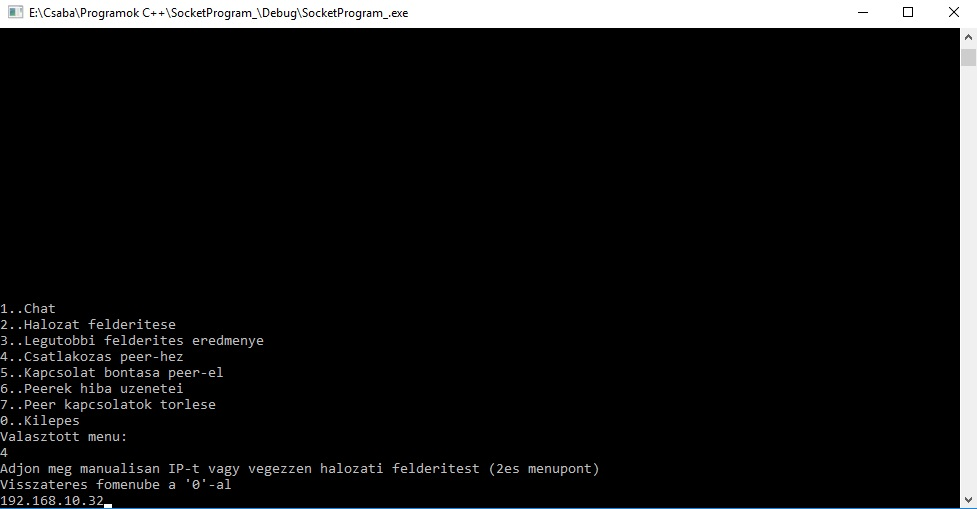 E:\Csaba\Programok C++\SocketProgram_\Debug\SocketProgram_.exe
1..Chat
2..Halozat felderitese
3..Legutobbi felderites eredmenye
4..Csatlakozas peer-hez
5..Kapcsolat bontasa peer-el
6..Peerek hiba uzenetei
7..Peer kapcsolatok torlese
0..Kilepes
Valasztott menu:
4
Adjon meg manualisan IP-t vagy vegezzen halozati felderitest (2es menupont)
Visszateres fomenube a '0'-al
192.168.10.32